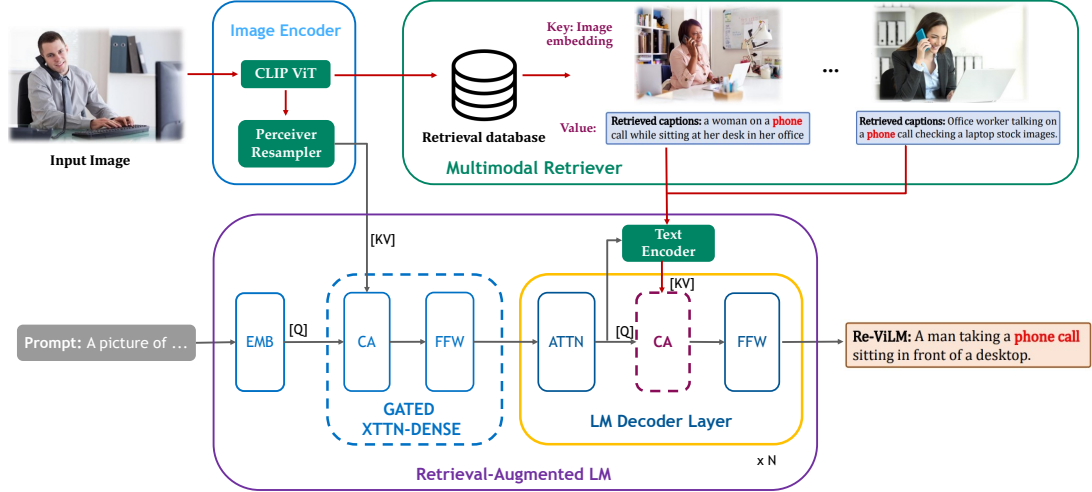 Image Encoder
CLIP ViT
Perceiver
Resampler
Input Image
Key: Image
embedding
...
Retrieval database
Value:
Retrieved captions: a woman on a phone
call while sitting at her desk in her office
Retrieved captions: Office worker talking on
a phone call checking a laptop stock images.
Multimodal Retriever
[KV]
Text
Encoder
[KV]
Prompt: A picture of ...
EMB
[Q]
CA
FFW
ATTN
[Q]
CA
FFW
Re-ViLM: A man taking a phone call
sitting in front of a desktop.
GATED
XTTN-DENSE
LM Decoder Layer
x N
Retrieval-Augmented LM